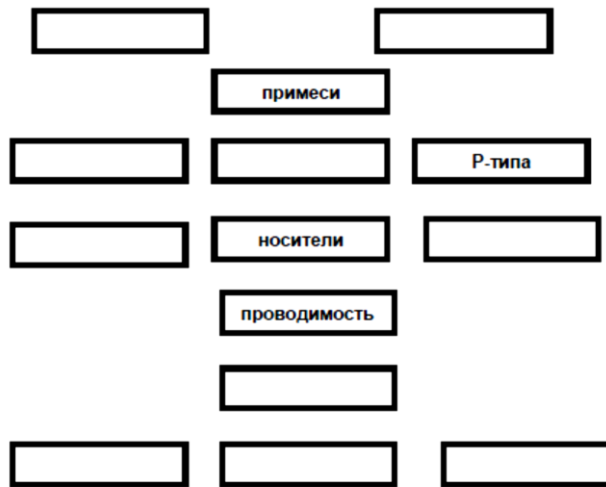 примеси
Р-типа
носители
проводимость